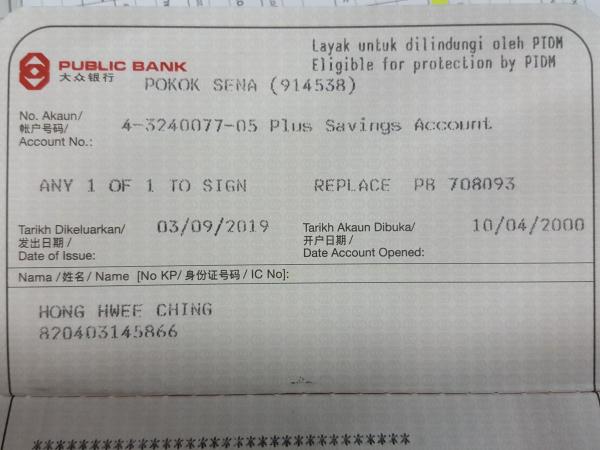 Layak untuk dilindungi oleh PIDM
PUBLIC BANK Eligible for protection by PIDM
大众银行 POKOK SENA (914538)
No. Akaun/
帐户号码/ 4-3240077-05 Plus Savings Account
Account No.:
ANY 1 OF 1 TO SIGN REPLACE PB 708093
Tarikh Dikeluarkan/ 03/09/2019 Tarikh Akaun Dibuka/ 10/04/2000
发出日期/ 开户日期/
Date of Issue: Date Account Opened:
Nama /姓名/ Name [No KP/ 身份证号码 / IC No]:
HONG HWEE CHING
820403145866
********************************